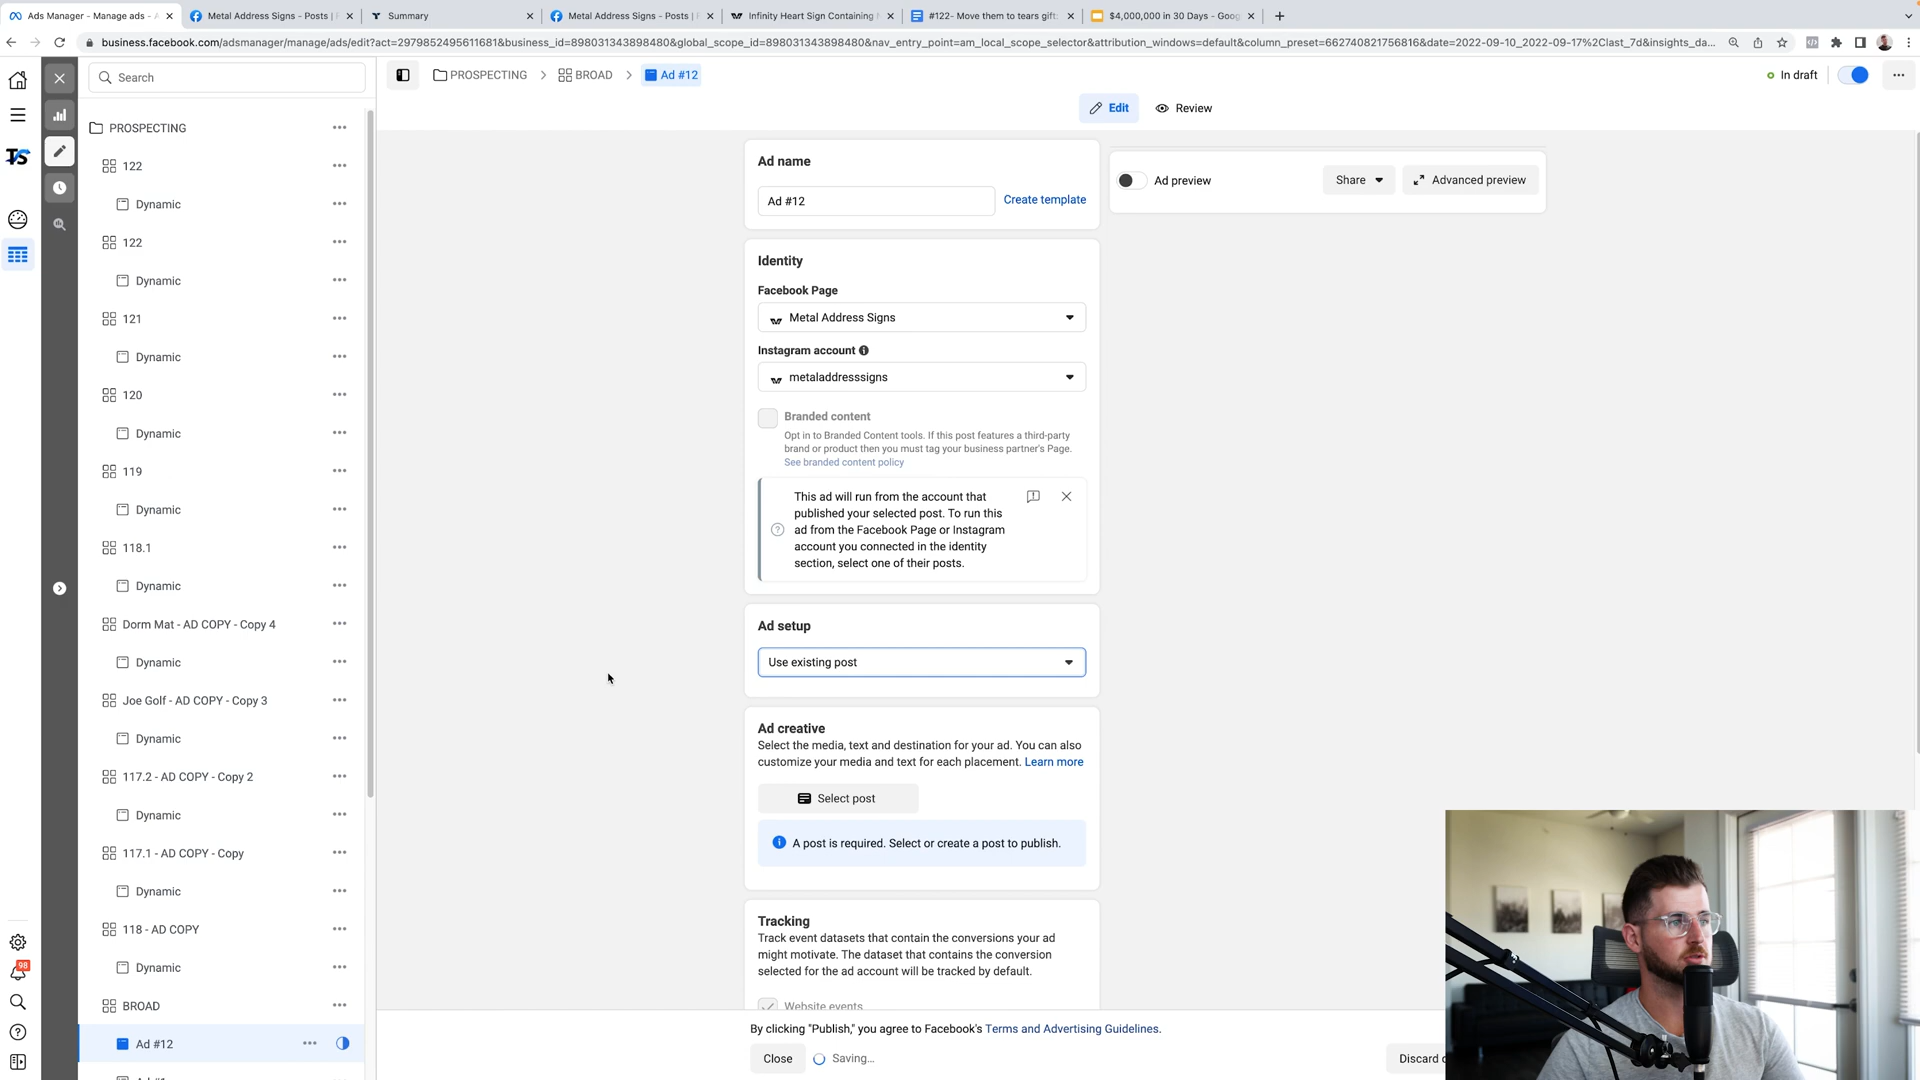 Ads Manager - Manage ads - A
Metal Address Signs - Posts | F
Summary
Metal Address Signs - Posts | F
Infinity Heart Sign Containing M
#122- Move them to tears gift:
$4,000,000 in 30 Days - Goog
business.facebook.com/adsmanager/manage/ads/edit?act=2979852495611681&business_id=898031343898480&global_scope_id=898031343898480&nav_entry_point=am_local_scope_selector&attribution_windows=default&column_preset=662740821756816&date=2022-09-10_2022-09-17%2Clast_7d&insights_da...
Search
PROSPECTING
BROAD
Ad #12
In draft
Edit
Review
TS
PROSPECTING
122
Dynamic
122
Dynamic
121
Dynamic
120
Dynamic
119
Dynamic
118.1
Dynamic
Dorm Mat - AD COPY - Copy 4
Dynamic
Joe Golf - AD COPY - Copy 3
Dynamic
117.2 - AD COPY - Copy 2
Dynamic
117.1 - AD COPY - Copy
Dynamic
118 - AD COPY
Dynamic
BROAD
Ad #12
98
Ad name
Ad #12
Create template
Identity
Facebook Page
Metal Address Signs
Instagram account
metaladdresssigns
Branded content
Opt in to Branded Content tools. If this post features a third-party
brand or product then you must tag your business partner's Page.
See branded content policy
This ad will run from the account that
published your selected post. To run this
ad from the Facebook Page or Instagram
account you connected in the identity
section, select one of their posts.
Ad setup
Use existing post
Ad creative
Select the media, text and destination for your ad. You can also
customize your media and text for each placement. Learn more
Select post
A post is required. Select or create a post to publish.
Tracking
Track event datasets that contain the conversions your ad
might motivate. The dataset that contains the conversion
selected for the ad account will be tracked by default.
Website events
By clicking "Publish," you agree to Facebook's Terms and Advertising Guidelines.
Close
Saving...
Discard
Ad preview
Share
Advanced preview